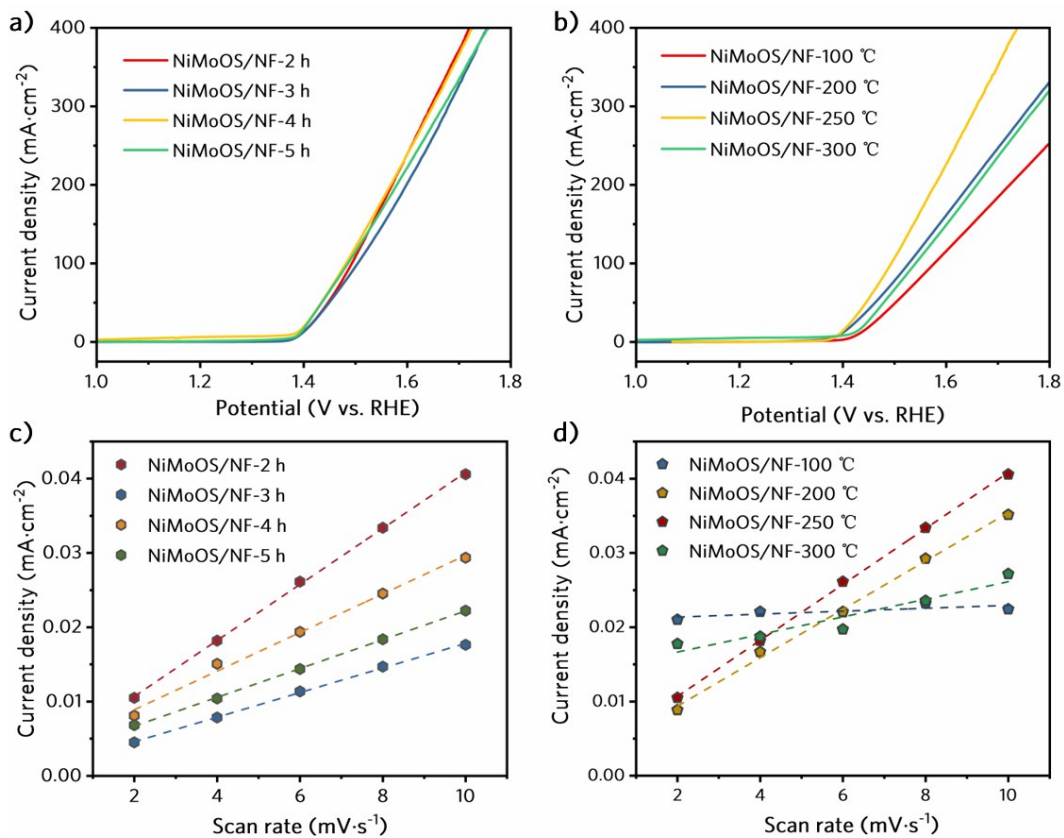 a)
400
300
200
100
0
Current density (mA·cm⁻²)
NiMoOS/NF-2 h
NiMoOS/NF-3 h
NiMoOS/NF-4 h
NiMoOS/NF-5 h
1.0 1.2 1.4 1.6 1.8
Potential (V vs. RHE)
b)
400
300
200
100
0
Current density (mA·cm⁻²)
NiMoOS/NF-100 ℃
NiMoOS/NF-200 ℃
NiMoOS/NF-250 ℃
NiMoOS/NF-300 ℃
1.0 1.2 1.4 1.6 1.8
Potential (V vs. RHE)
c)
0.04
0.03
0.02
0.01
0.00
Current density (mA·cm⁻²)
NiMoOS/NF-2 h
NiMoOS/NF-3 h
NiMoOS/NF-4 h
NiMoOS/NF-5 h
2 4 6 8 10
Scan rate (mV·s⁻¹)
d)
0.04
0.03
0.02
0.01
0.00
Current density (mA·cm⁻²)
NiMoOS/NF-100 ℃
NiMoOS/NF-200 ℃
NiMoOS/NF-250 ℃
NiMoOS/NF-300 ℃
2 4 6 8 10
Scan rate (mV·s⁻¹)